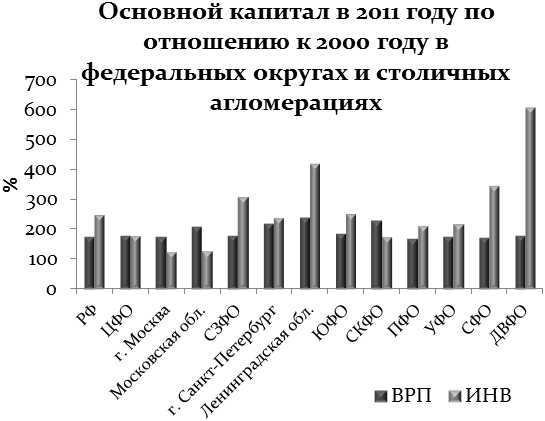 Основной капитал в 2011 году по
отношению к 2000 году в
федеральных округах и столичных
агломерациях
700
600
500
400
300
200
100
0
%
РФ
ЦФО
г. Москва
Московская обл.
СЗФО
г. Санкт-Петербург
Ленинградская обл.
ЮФО
СКФО
ПФО
УФО
СФО
ДВФО
ВРП
ИНВ